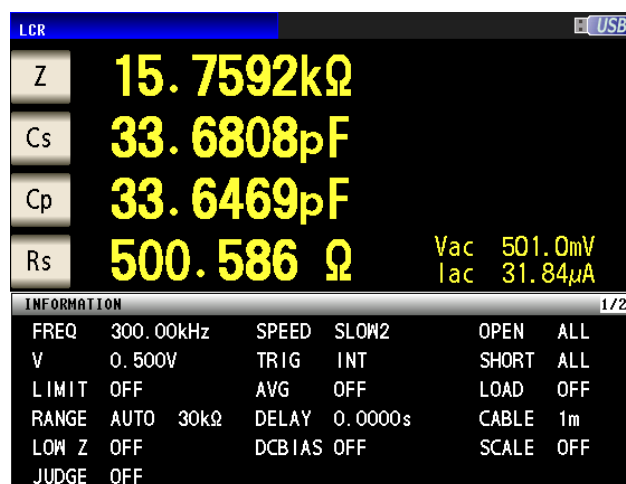 LCR USB
Z 15.7592kΩ
Cs 33.6808pF
Cp 33.6469pF
Rs 500.586 Ω Vac 501.0mV
Iac 31.84μA
INFORMATION 1/2
FREQ 300.00kHz SPEED SLOW2 OPEN ALL
V 0.500V TRIG INT SHORT ALL
LIMIT OFF AVG OFF LOAD OFF
RANGE AUTO 30kΩ DELAY 0.0000s CABLE 1m
LOW Z OFF DCBIAS OFF SCALE OFF
JUDGE OFF